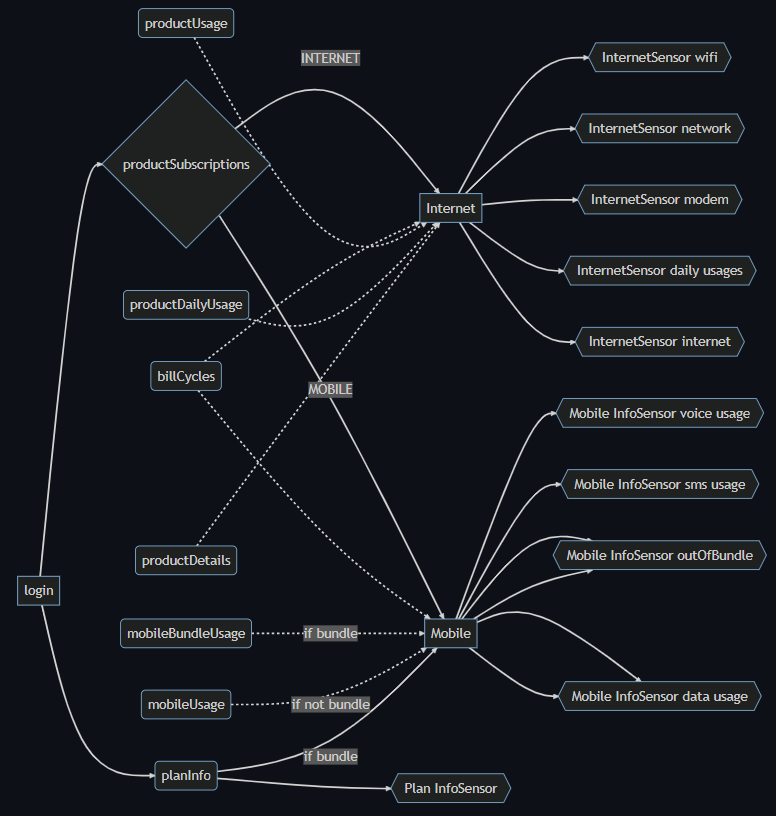 productUsage
INTERNET
InternetSensor wifi
InternetSensor network
productSubscriptions
InternetSensor modem
Internet
InternetSensor daily usages
productDailyUsage
InternetSensor internet
billCycles
MOBILE
Mobile InfoSensor voice usage
Mobile InfoSensor sms usage
productDetails
Mobile InfoSensor outOfBundle
login
mobileBundleUsage
if bundle
Mobile
mobileUsage
if not bundle
Mobile InfoSensor data usage
if bundle
planInfo
Plan InfoSensor